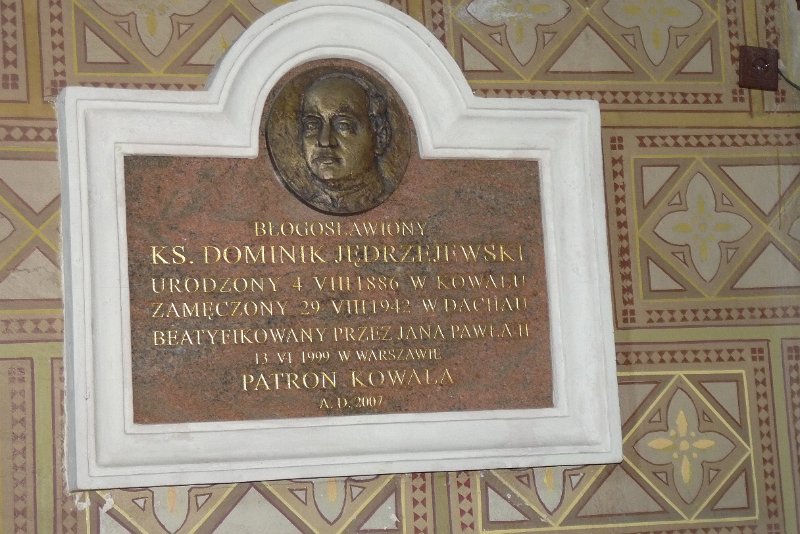 BŁOGOSŁAWIONY
KS. DOMINIK JĘDRZEJEWSKI
URODZONY 4 VIII 1886 W KOWALU
ZAMĘCZONY 29 VIII 1942 W DACHAU
BEATYFIKOWANY PRZEZ JANA PAWŁA II
13 VI 1999 W WARSZAWIE
PATRON KOWALA
A. D. 2007